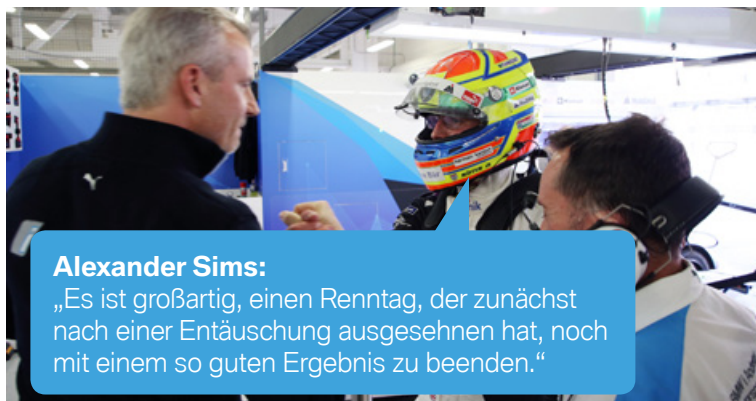 Alexander Sims:
„Es ist großartig, einen Renntag, der zunächst
nach einer Entäuschung ausgesehnen hat, noch
mit einem so guten Ergebnis zu beenden.“